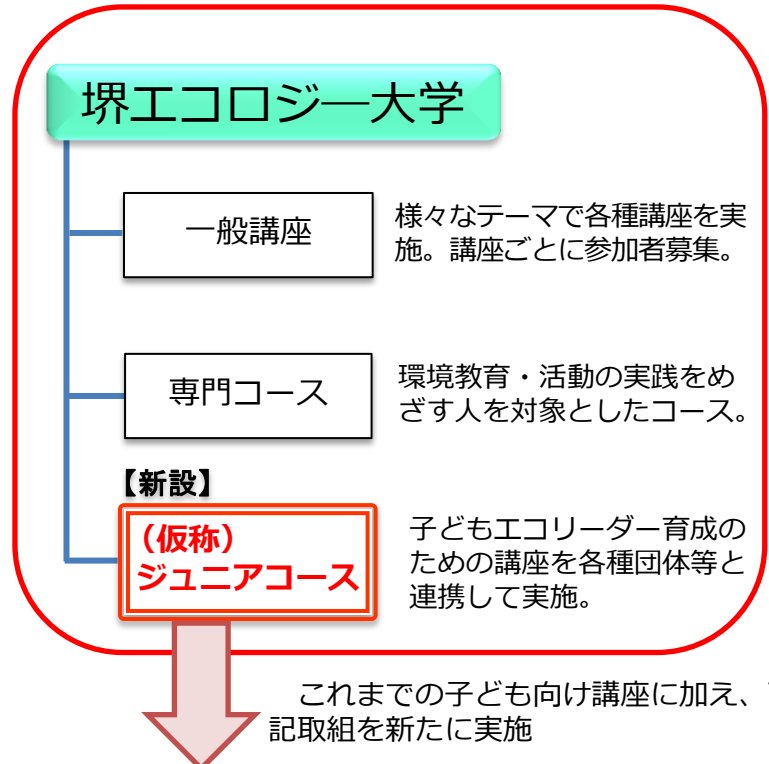 堺エコロジ―大学
一般講座
様々なテーマで各種講座を実
施。講座ごとに参加者募集。
専門コース
環境教育・活動の実践をめ
ざす人を対象としたコース。
【新設】
（仮称）
ジュニアコース
子どもエコリーダー育成の
ための講座を各種団体等と
連携して実施。
これまでの子ども向け講座に加え、
記取組を新たに実施